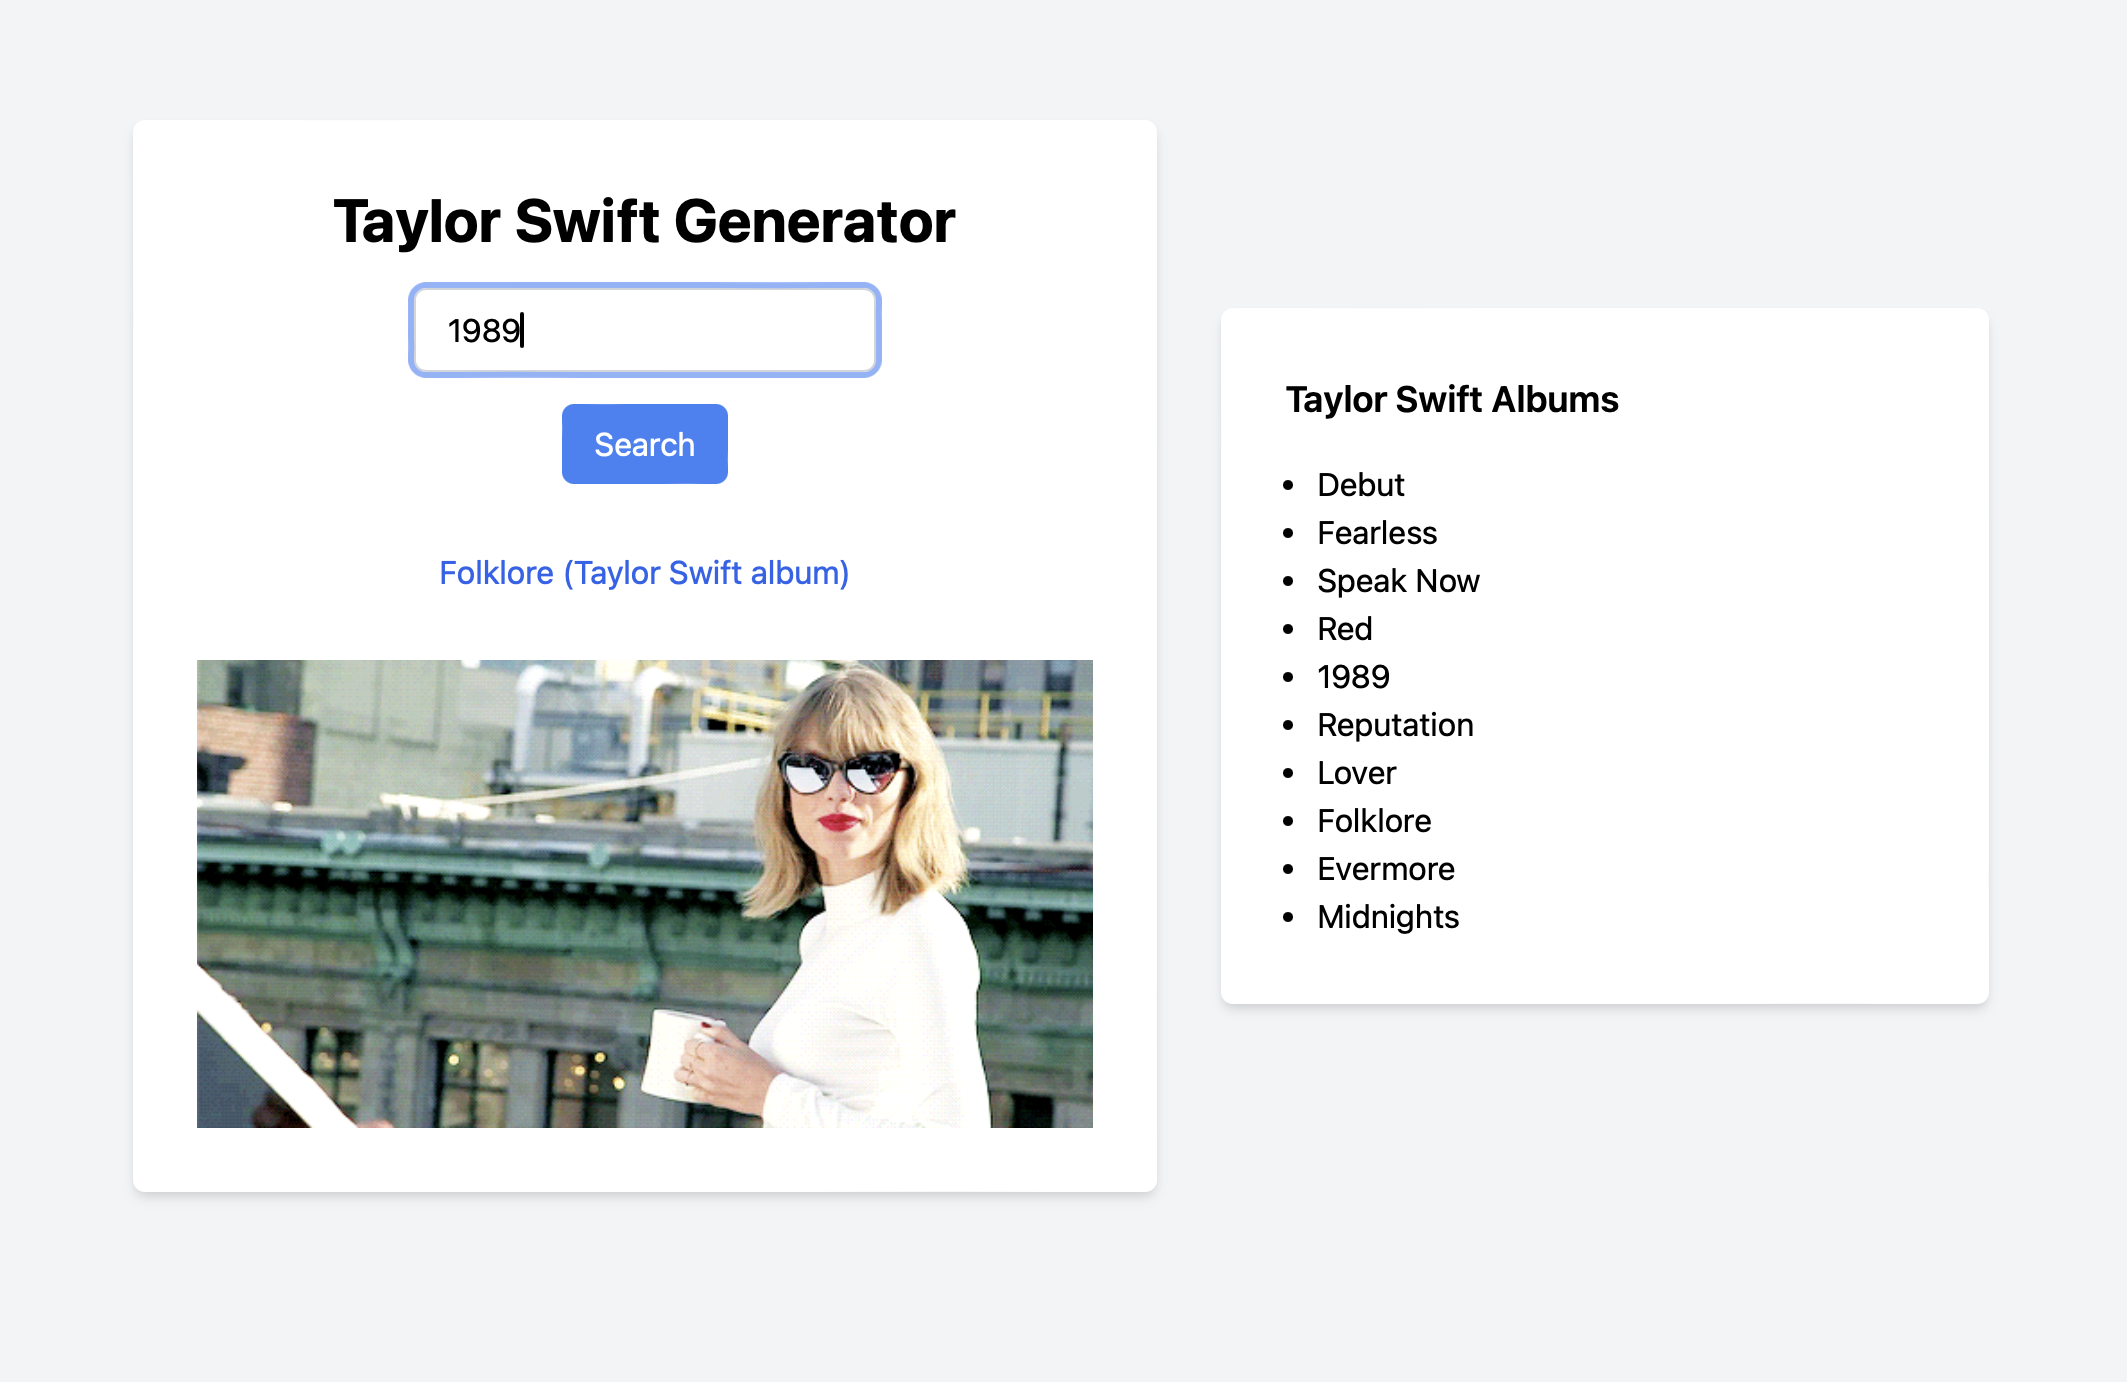 Taylor Swift Generator
1989
Search
Folklore (Taylor Swift album)
Taylor Swift Albums
Debut
Fearless
Speak Now
Red
1989
Reputation
Lover
Folklore
Evermore
Midnights